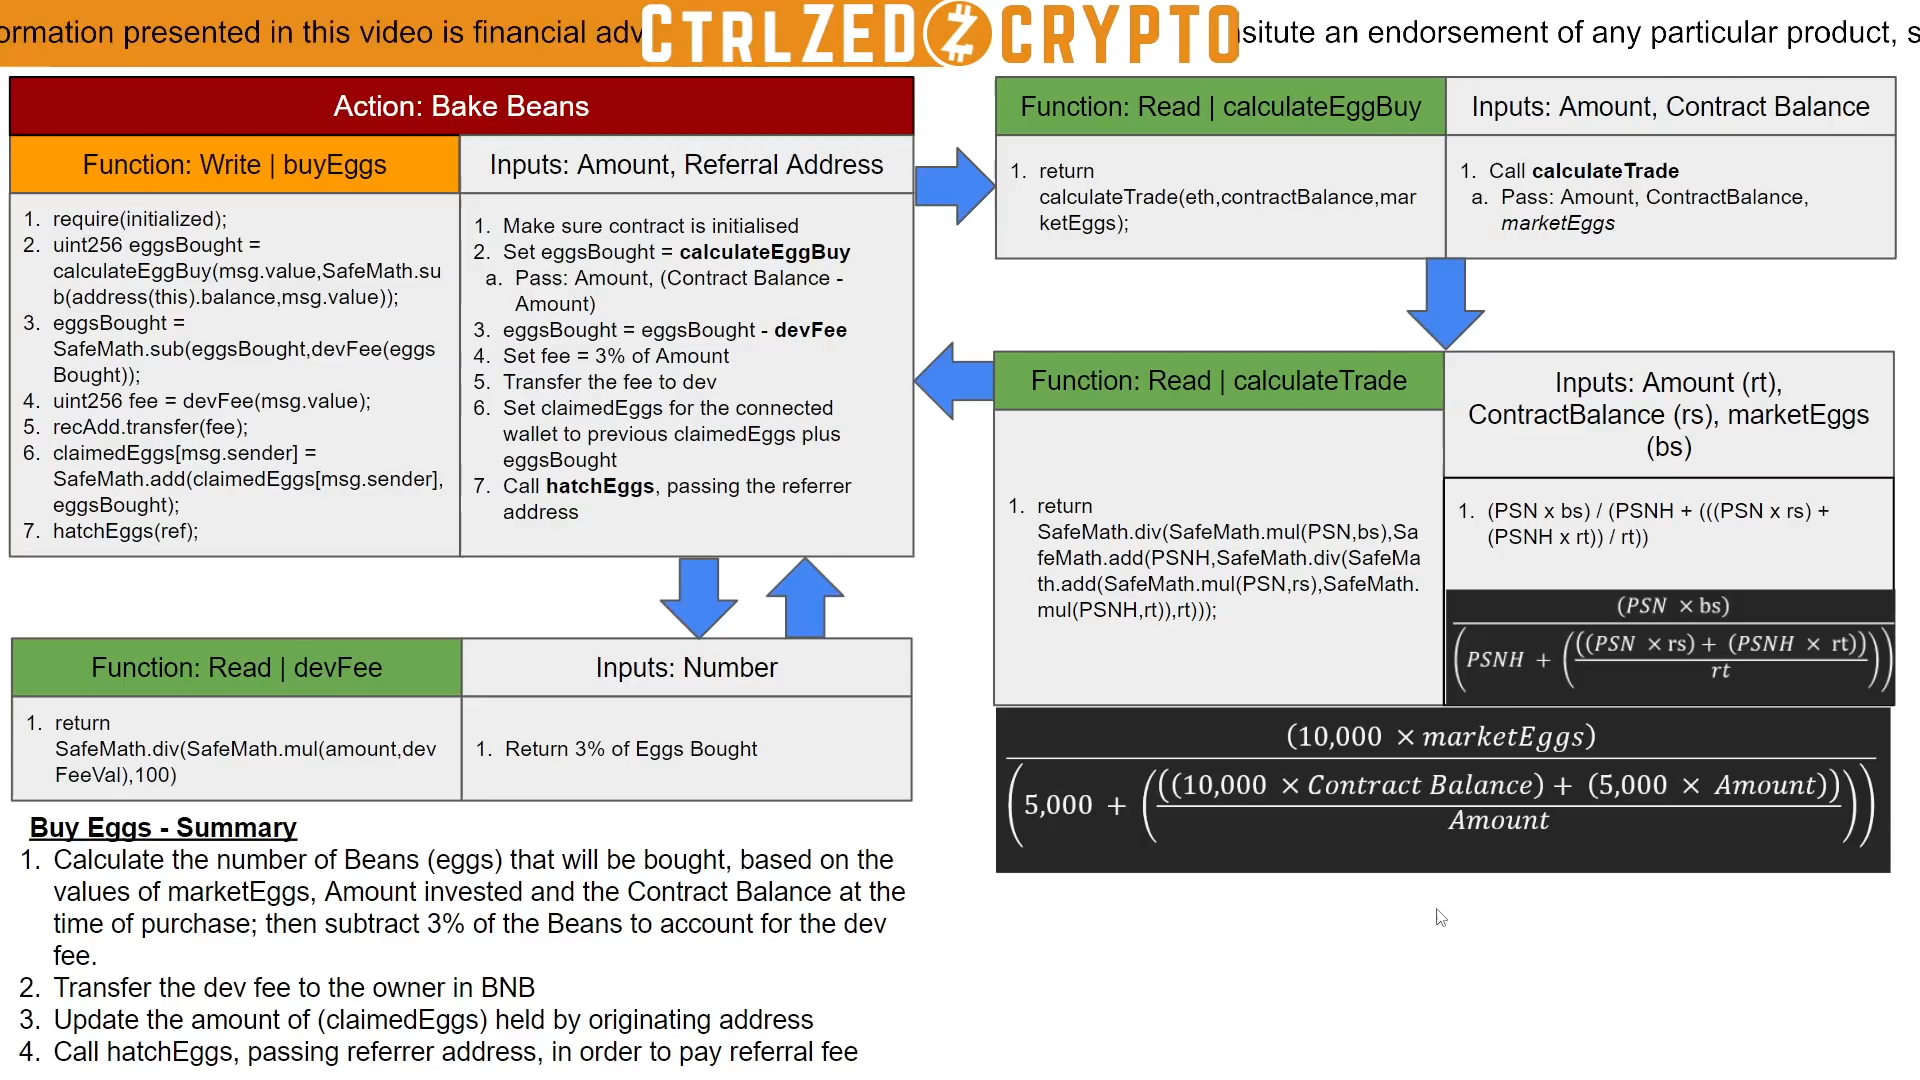 ormation presented in this video is financial adv
CTRLZED CRYPTO
situte an endorsement of any particular product, s
Action: Bake Beans
Function: Write | buyEggs
Inputs: Amount, Referral Address
1. require(initialized);
2. uint256 eggsBought =
calculateEggBuy(msg.value,SafeMath.su
b(address(this).balance,msg.value));
3. eggsBought =
SafeMath.sub(eggsBought,devFee(eggs
Bought));
4. uint256 fee = devFee(msg.value);
5. recAdd.transfer(fee);
6. claimedEggs[msg.sender] =
SafeMath.add(claimedEggs[msg.sender],
eggsBought);
7. hatchEggs(ref);
1. Make sure contract is initialised
2. Set eggsBought = calculateEggBuy
a. Pass: Amount, (Contract Balance -
Amount)
3. eggsBought = eggsBought - devFee
4. Set fee = 3% of Amount
5. Transfer the fee to dev
6. Set claimedEggs for the connected
wallet to previous claimedEggs plus
eggsBought
7. Call hatchEggs, passing the referrer
address
Function: Read | calculateEggBuy
Inputs: Amount, Contract Balance
1. return
calculateTrade(eth,contractBalance,mar
ketEggs);
1. Call calculateTrade
a. Pass: Amount, ContractBalance,
marketEggs
Function: Read | calculateTrade
Inputs: Amount (rt),
ContractBalance (rs), marketEggs
(bs)
1. return
SafeMath.div(SafeMath.mul(PSN,bs),Sa
feMath.add(PSNH,SafeMath.div(SafeMa
th.add(SafeMath.mul(PSN,rs),SafeMath.
mul(PSNH,rt)),rt)));
1. (PSN x bs) / (PSNH + (((PSN x rs) +
(PSNH x rt)) / rt))
(PSN × bs)
(PSNH + (((PSN × rs) + (PSNH × rt))
rt))
(10,000 × marketEggs)
(5,000 + (((10,000 × Contract Balance) + (5,000 × Amount))
Amount))
Function: Read | devFee
Inputs: Number
1. return
SafeMath.div(SafeMath.mul(amount,dev
FeeVal),100)
1. Return 3% of Eggs Bought
Buy Eggs - Summary
1. Calculate the number of Beans (eggs) that will be bought, based on the
values of marketEggs, Amount invested and the Contract Balance at the
time of purchase; then subtract 3% of the Beans to account for the dev
fee.
2. Transfer the dev fee to the owner in BNB
3. Update the amount of (claimedEggs) held by originating address
4. Call hatchEggs, passing referrer address, in order to pay referral fee